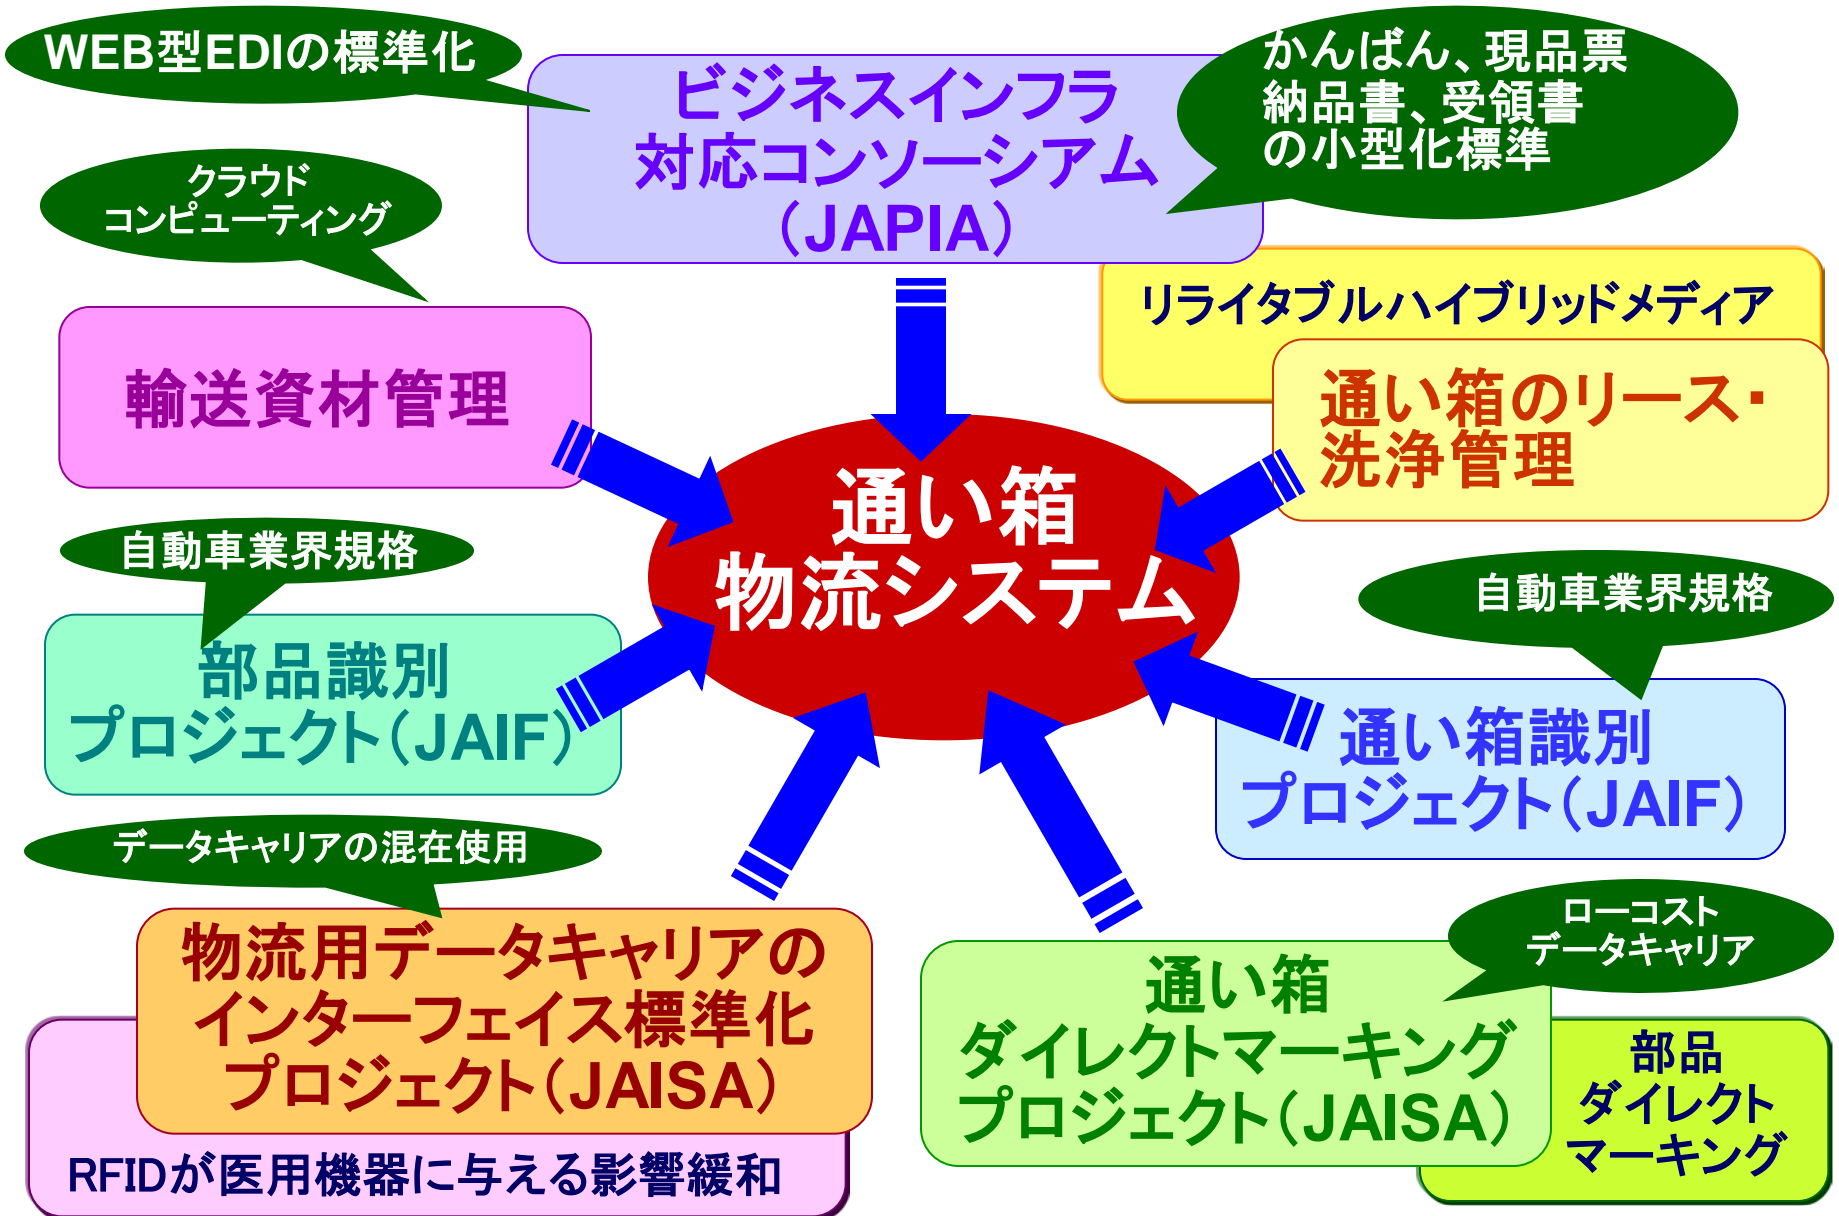 WEB型EDIの標準化
ビジネスインフラ
対応コンソーシアム
（JAPIA）
かんばん、現品票
納品書、受領書
の小型化標準
クラウド
コンピューティング
輸送資材管理
リライタブルハイブリッドメディア
通い箱のリース・
洗浄管理
通い箱
物流システム
自動車業界規格
部品識別
プロジェクト（JAIF）
自動車業界規格
通い箱識別
プロジェクト（JAIF）
データキャリアの混在使用
物流用データキャリアの
インターフェイス標準化
プロジェクト（JAISA）
RFIDが医用機器に与える影響緩和
ローコスト
データキャリア
通い箱
ダイレクトマーキング
プロジェクト（JAISA）
部品
ダイレクト
マーキング